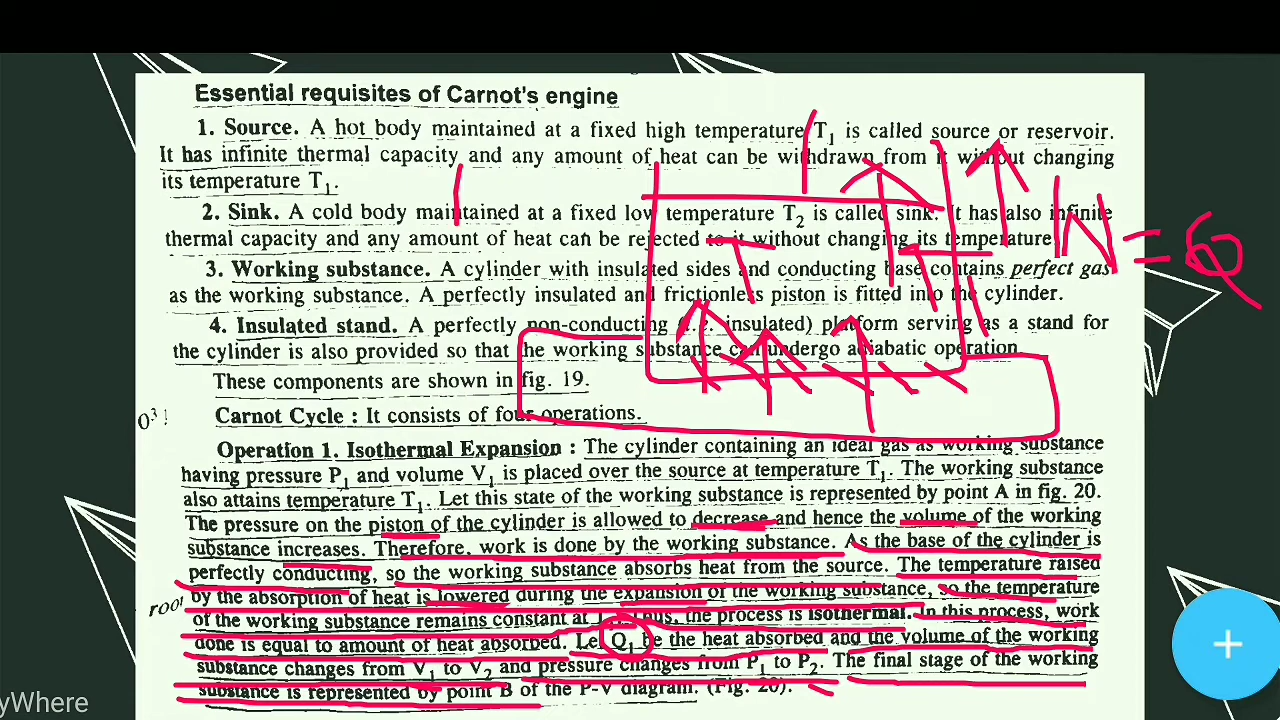 Essential requisites of Carnot's engine
1. Source. A hot body maintained at a fixed high temperature T₁ is called source or reservoir.
It has infinite thermal capacity and any amount of heat can be withdrawn from it without changing
its temperature T₁.
2. Sink. A cold body maintained at a fixed low temperature T₂ is called sink. It has also infinite
thermal capacity and any amount of heat can be rejected to it without changing its temperature
W = Q
3. Working substance. A cylinder with insulated sides and conducting base contains perfect gas
as the working substance. A perfectly insulated and frictionless piston is fitted into the cylinder.
4. Insulated stand. A perfectly non-conducting (i.e. insulated) platform serving as a stand for
the cylinder is also provided so that the working substance can undergo adiabatic operation.
These components are shown in fig. 19.
Carnot Cycle : It consists of four operations.
Operation 1. Isothermal Expansion : The cylinder containing an ideal gas as working substance
having pressure P₁ and volume V₁ is placed over the source at temperature T₁. The working substance
also attains temperature T₁. Let this state of the working substance is represented by point A in fig. 20.
The pressure on the piston of the cylinder is allowed to decrease and hence the volume of the working
substance increases. Therefore, work is done by the working substance. As the base of the cylinder is
perfectly conducting, so the working substance absorbs heat from the source. The temperature raised
by the absorption of heat is lowered during the expansion of the working substance, so the temperature
of the working substance remains constant at thus, the process is isothermal. In this process, work
done is equal to amount of heat absorbed. Let Q₁ be the heat absorbed and the volume of the working
substance changes from V₁ to V₂ and pressure changes from P₁ to P₂. The final stage of the working
substance is represented by point B of the P-V diagram. (Fig. 20).
yWhere